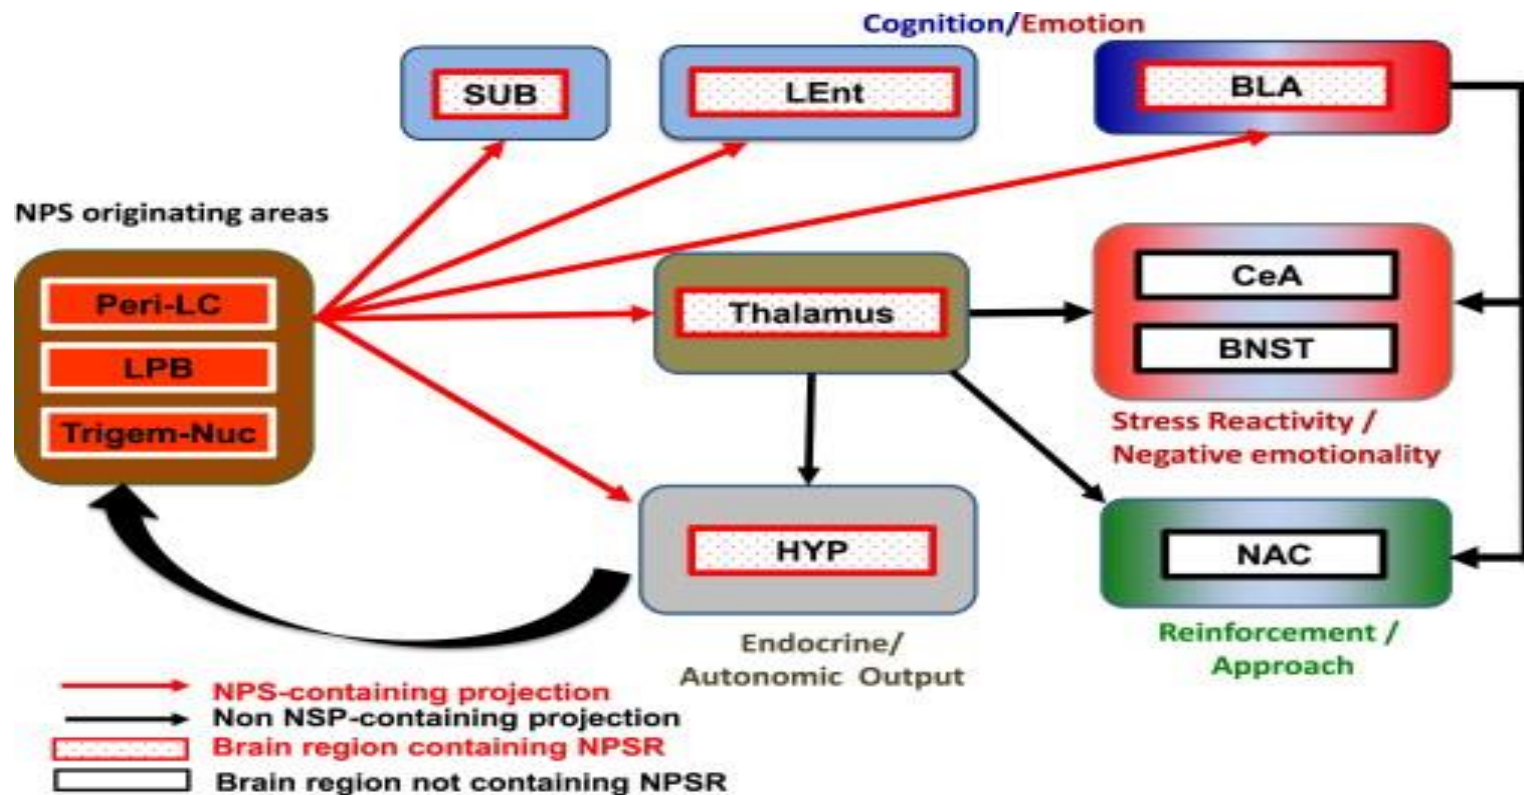 Cognition/Emotion
SUB
LEnt
BLA
NPS originating areas
Peri-LC
LPB
Trigem-Nuc
Thalamus
CeA
BNST
Stress Reactivity /
Negative emotionality
HYP
NAC
Endocrine/
Autonomic Output
Reinforcement /
Approach
NPS-containing projection
Non NSP-containing projection
Brain region containing NPSR
Brain region not containing NPSR